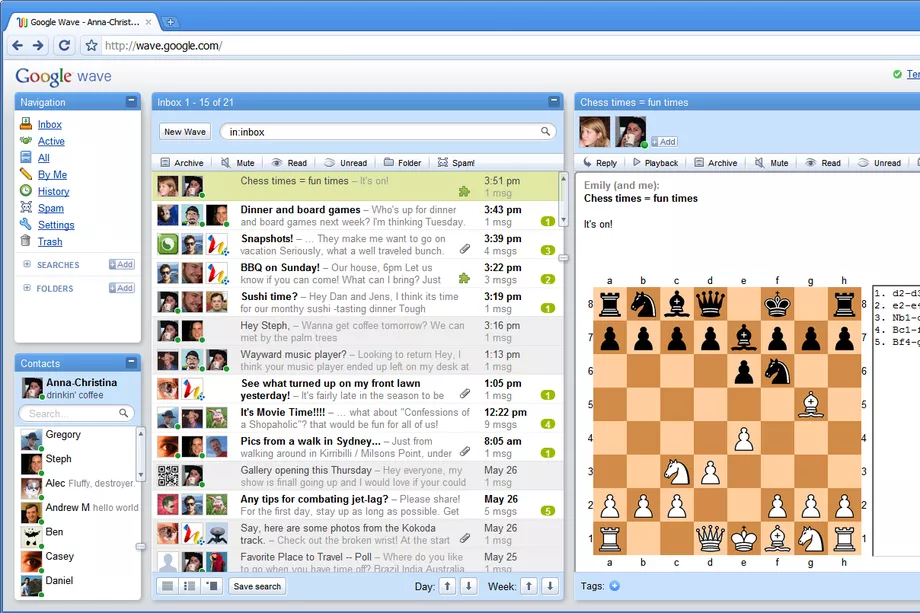 Google Wave - Anna-Christ...
http://wave.google.com/
Google wave
Navigation
Inbox
Active
All
By Me
History
Spam
Settings
Trash
SEARCHES
Add
FOLDERS
Add
Contacts
Anna-Christina
drinkin' coffee
Search...
Gregory
Steph
Alec Fluffy, destroyer.
Andrew M hello world
Ben
Casey
Daniel
Inbox 1 - 15 of 21
New Wave
in:inbox
Archive Mute Read Unread Folder Spam!
Chess times = fun times – It's on!
3:51 pm
1 msg
Dinner and board games – Who's up for dinner
and board games next week? I'm thinking Tuesday.
3:43 pm
1 msg
1
Snapshots! – ... They make me want to go on
vacation Seriously, what a well traveled bunch.
3:39 pm
4 msgs
3
BBQ on Sunday! – Our house, 6pm Let us
know if you can come! What can I bring? Just
3:22 pm
3 msgs
2
Sushi time? – Hey Dan and Jens, I think its time
for our monthy sushi -tasting dinner Tough
3:19 pm
1 msg
1
Hey Steph, – Wanna get coffee tomorrow? We can
met by the palm trees
3:16 pm
1 msg
Wayward music player? – Looking to return Hey, I
think your music player ended up left on my desk at
1:13 pm
1 msg
See what turned up on my front lawn
yesterday! – It's fairly late in the season to be
1:05 pm
1 msg
1
It's Movie Time!!!! – ... what about "Confessions of
a Shopaholic"? that would be fun for all of us!
12:22 pm
9 msgs
4
Pics from a walk in Sydney... – Just from
walking around in Kirribilli / Milsons Point, under
8:05 am
1 msg
1
Gallery opening this Thursday – Hey everyone, my
show is finall going up and I would love if your could
May 26
1 msg
Any tips for combating jet-lag? – Please share!
For the first day, stay up as long as possible. Get
May 26
5 msgs
5
Say, here are some photos from the Kokoda
track. – Check out the broken wrist! At the start
May 26
1 msg
Favorite Place to Travel -- Poll – Where do you like
to go when you have time off? Brazil India Australia
May 25
1 msg
Save search
Day:
Week:
Chess times = fun times
Add
Reply Playback Archive Mute Read Unread
Emily (and me):
Chess times = fun times
It's on!
a b c d e f g h
8 8
7 7
6 6
5 5
4 4
3 3
2 2
1 1
a b c d e f g h
1. d2-d
2. e2-e
3. Nb1-
4. Bc1-
5. Bf4-g
Tags: